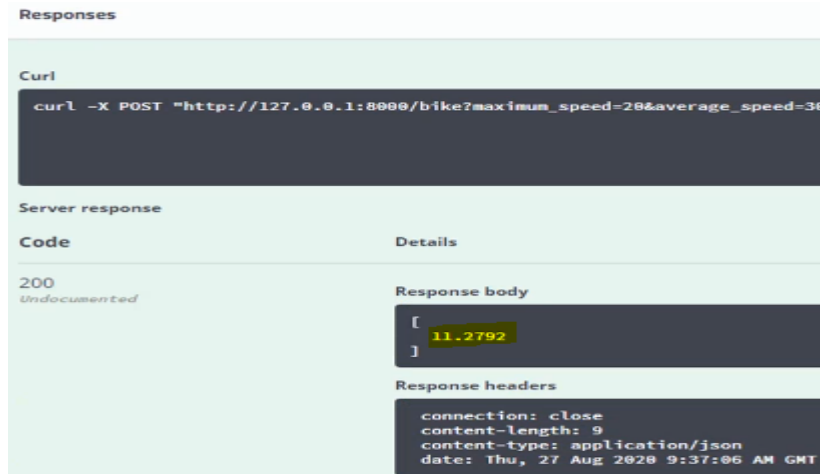 Responses
Curl
curl -X POST "http://127.0.0.1:8000/bike?maximum_speed=20&average_speed=30
Server response
Code Details
200
Undocumented
Response body
[
11.2792
]
Response headers
connection: close
content-length: 9
content-type: application/json
date: Thu, 27 Aug 2020 9:37:06 AM GMT